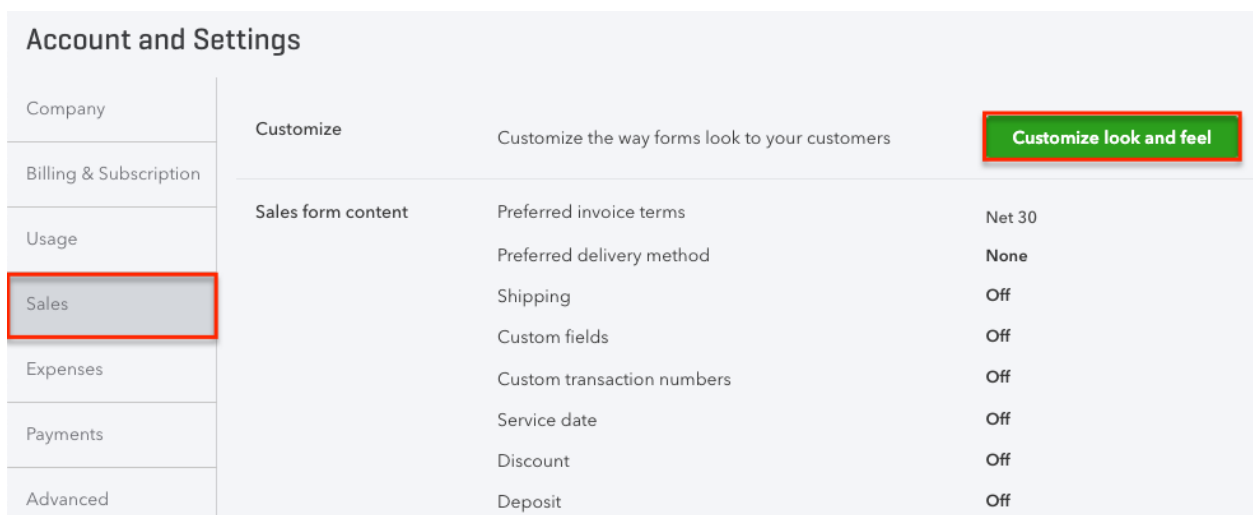 Account and Settings
Company
Billing & Subscription
Usage
Sales
Expenses
Payments
Advanced
Customize
Customize the way forms look to your customers
Customize look and feel
Sales form content
Preferred invoice terms
Net 30
Preferred delivery method
None
Shipping
Off
Custom fields
Off
Custom transaction numbers
Off
Service date
Off
Discount
Off
Deposit
Off